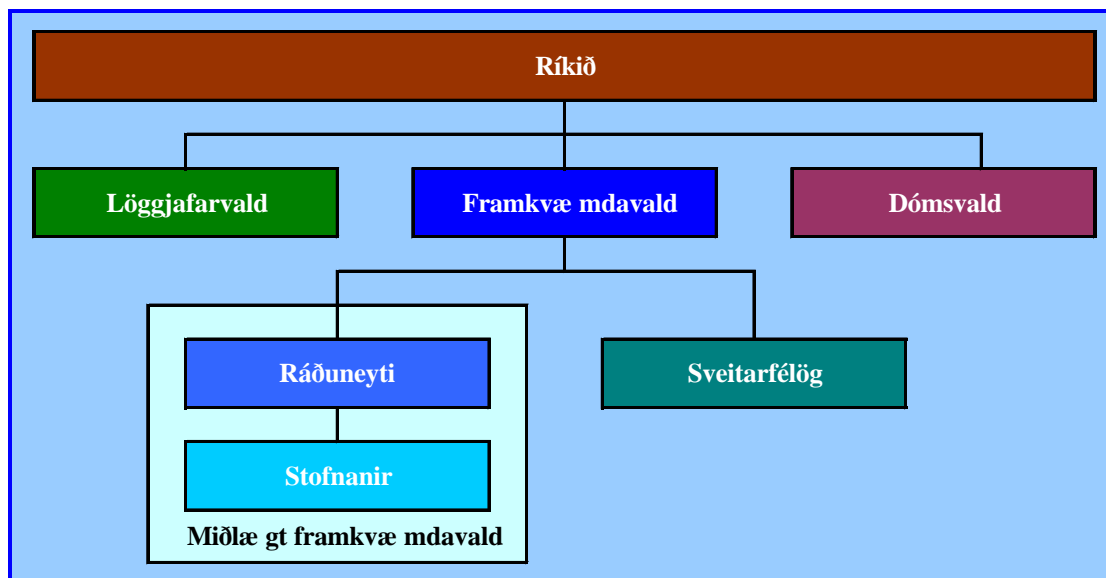 Ríkið
Löggjafarvald
Framkvæ mdavald
Dómsvald
Ráðuneyti
Sveitarfélög
Stofnanir
Miðlæ gt framkvæ mdavald